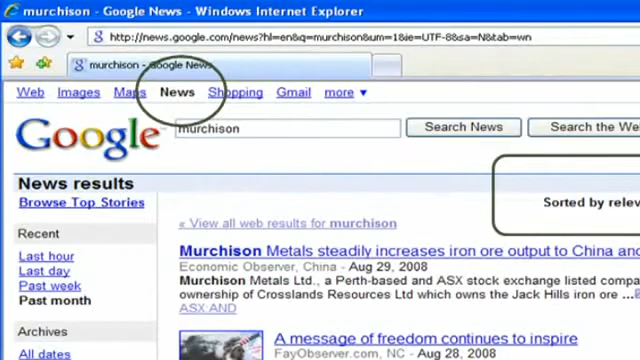 murchison - Google News - Windows Internet Explorer
http://news.google.com/news?hl=en&q=murchison&um=1&ie=UTF-8&sa=N&tab=wn
murchison - Google News
Web Images Maps News Shopping Gmail more ▼
Google murchison Search News Search the
News results Sorted by
Browse Top Stories
« View all web results for murchison
Recent
Murchison Metals steadily increases iron ore output to China
Last hour
Economic Observer, China - Aug 29, 2008
Last day
Murchison Metals Ltd., a Perth-based and ASX stock exchange listed
Past week
ownership of Crosslands Resources Ltd which owns the Jack Hills iron ore ...
Past month
ASX:AND
Archives
A message of freedom continues to inspire
All dates
FayObserver.com, NC - Aug 28, 2008